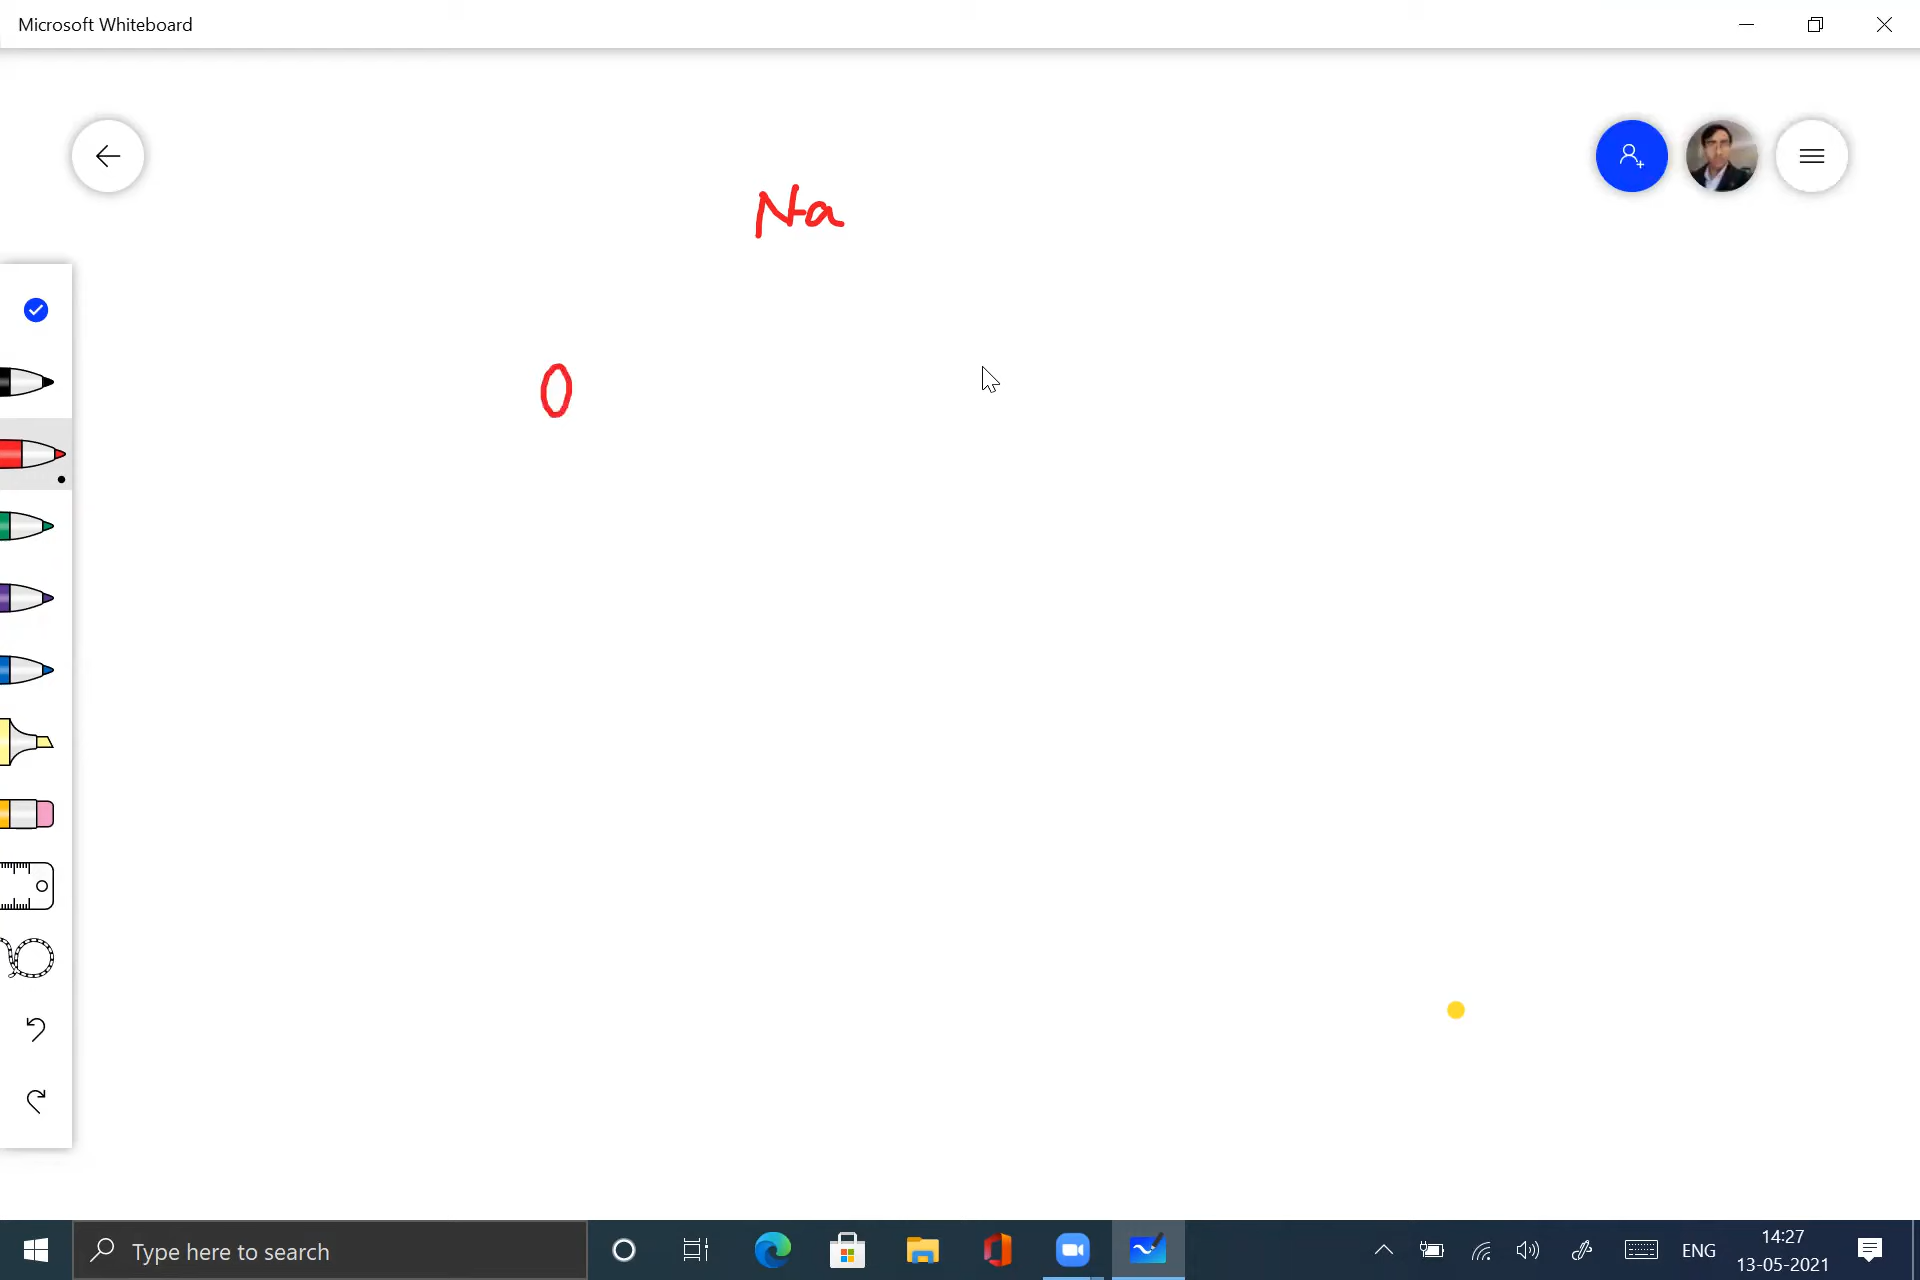 Microsoft Whiteboard
Na
0
Type here to search
ENG
14:27
13-05-2021